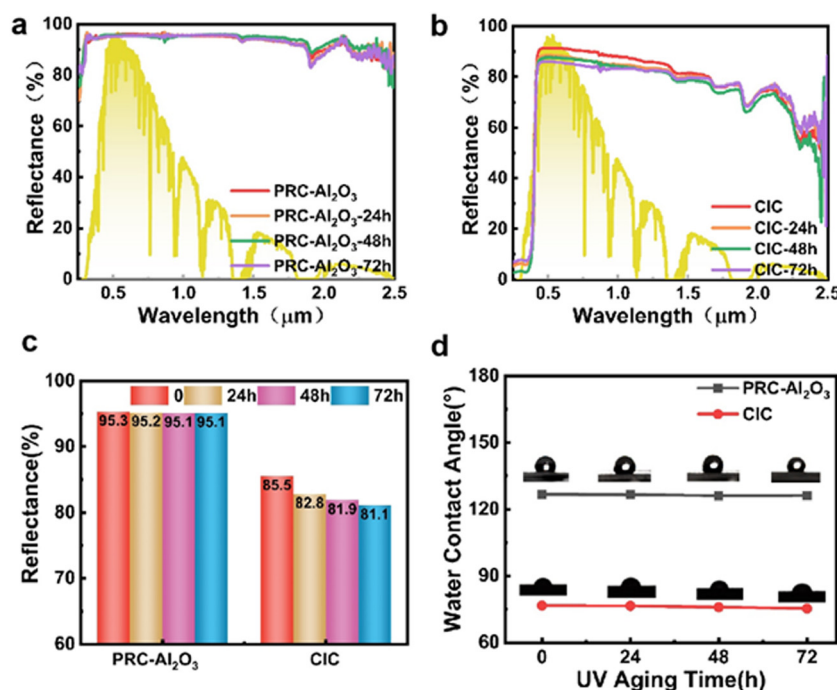 a
Reflectance (%)
100
80
60
40
20
0
PRC-Al₂O₃
PRC-Al₂O₃-24h
PRC-Al₂O₃-48h
PRC-Al₂O₃-72h
0.5 1.0 1.5 2.0 2.5
Wavelength (μm)
b
Reflectance (%)
100
80
60
40
20
0
CIC
CIC-24h
CIC-48h
CIC-72h
0.5 1.0 1.5 2.0 2.5
Wavelength (μm)
c
Reflectance(%)
100
90
80
70
60
0 24h 48h 72h
95.3 95.2 95.1 95.1
85.5 82.8 81.9 81.1
PRC-Al₂O₃ CIC
d
Water Contact Angle(°)
180
150
120
90
60
PRC-Al₂O₃
CIC
0 24 48 72
UV Aging Time(h)